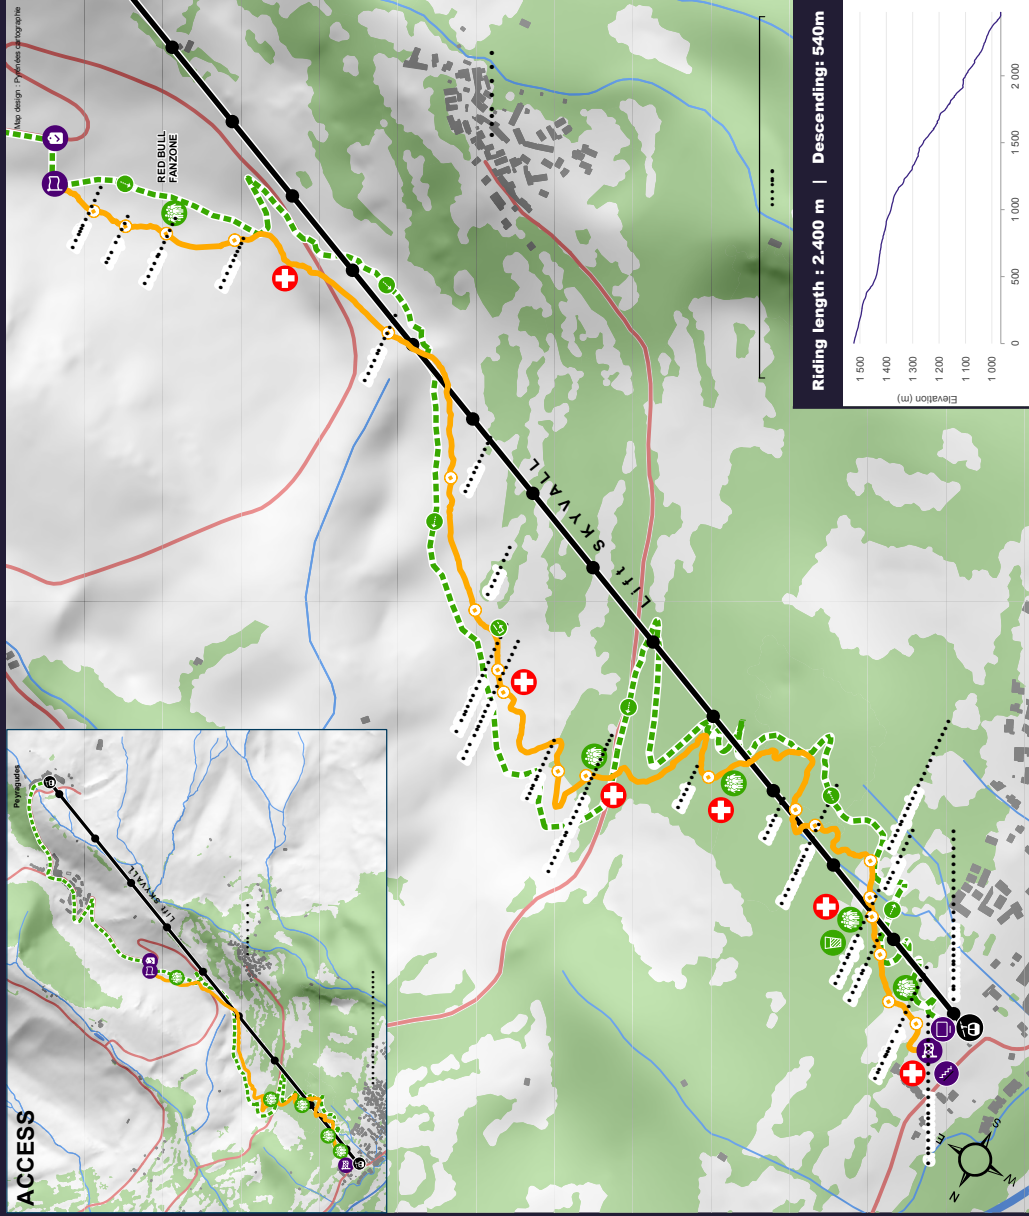 Map design : Pyrénées cartographie
RED BULL
FANZONE
Lift SKYVALL
ACCESS
Peyragudes
Lift SKYVALL
Riding length : 2.400 m | Descending: 540m
Elevation (m)
1 500
1 400
1 300
1 200
1 100
1 000
0
500
1 000
1 500
2 000
N
E
S
W